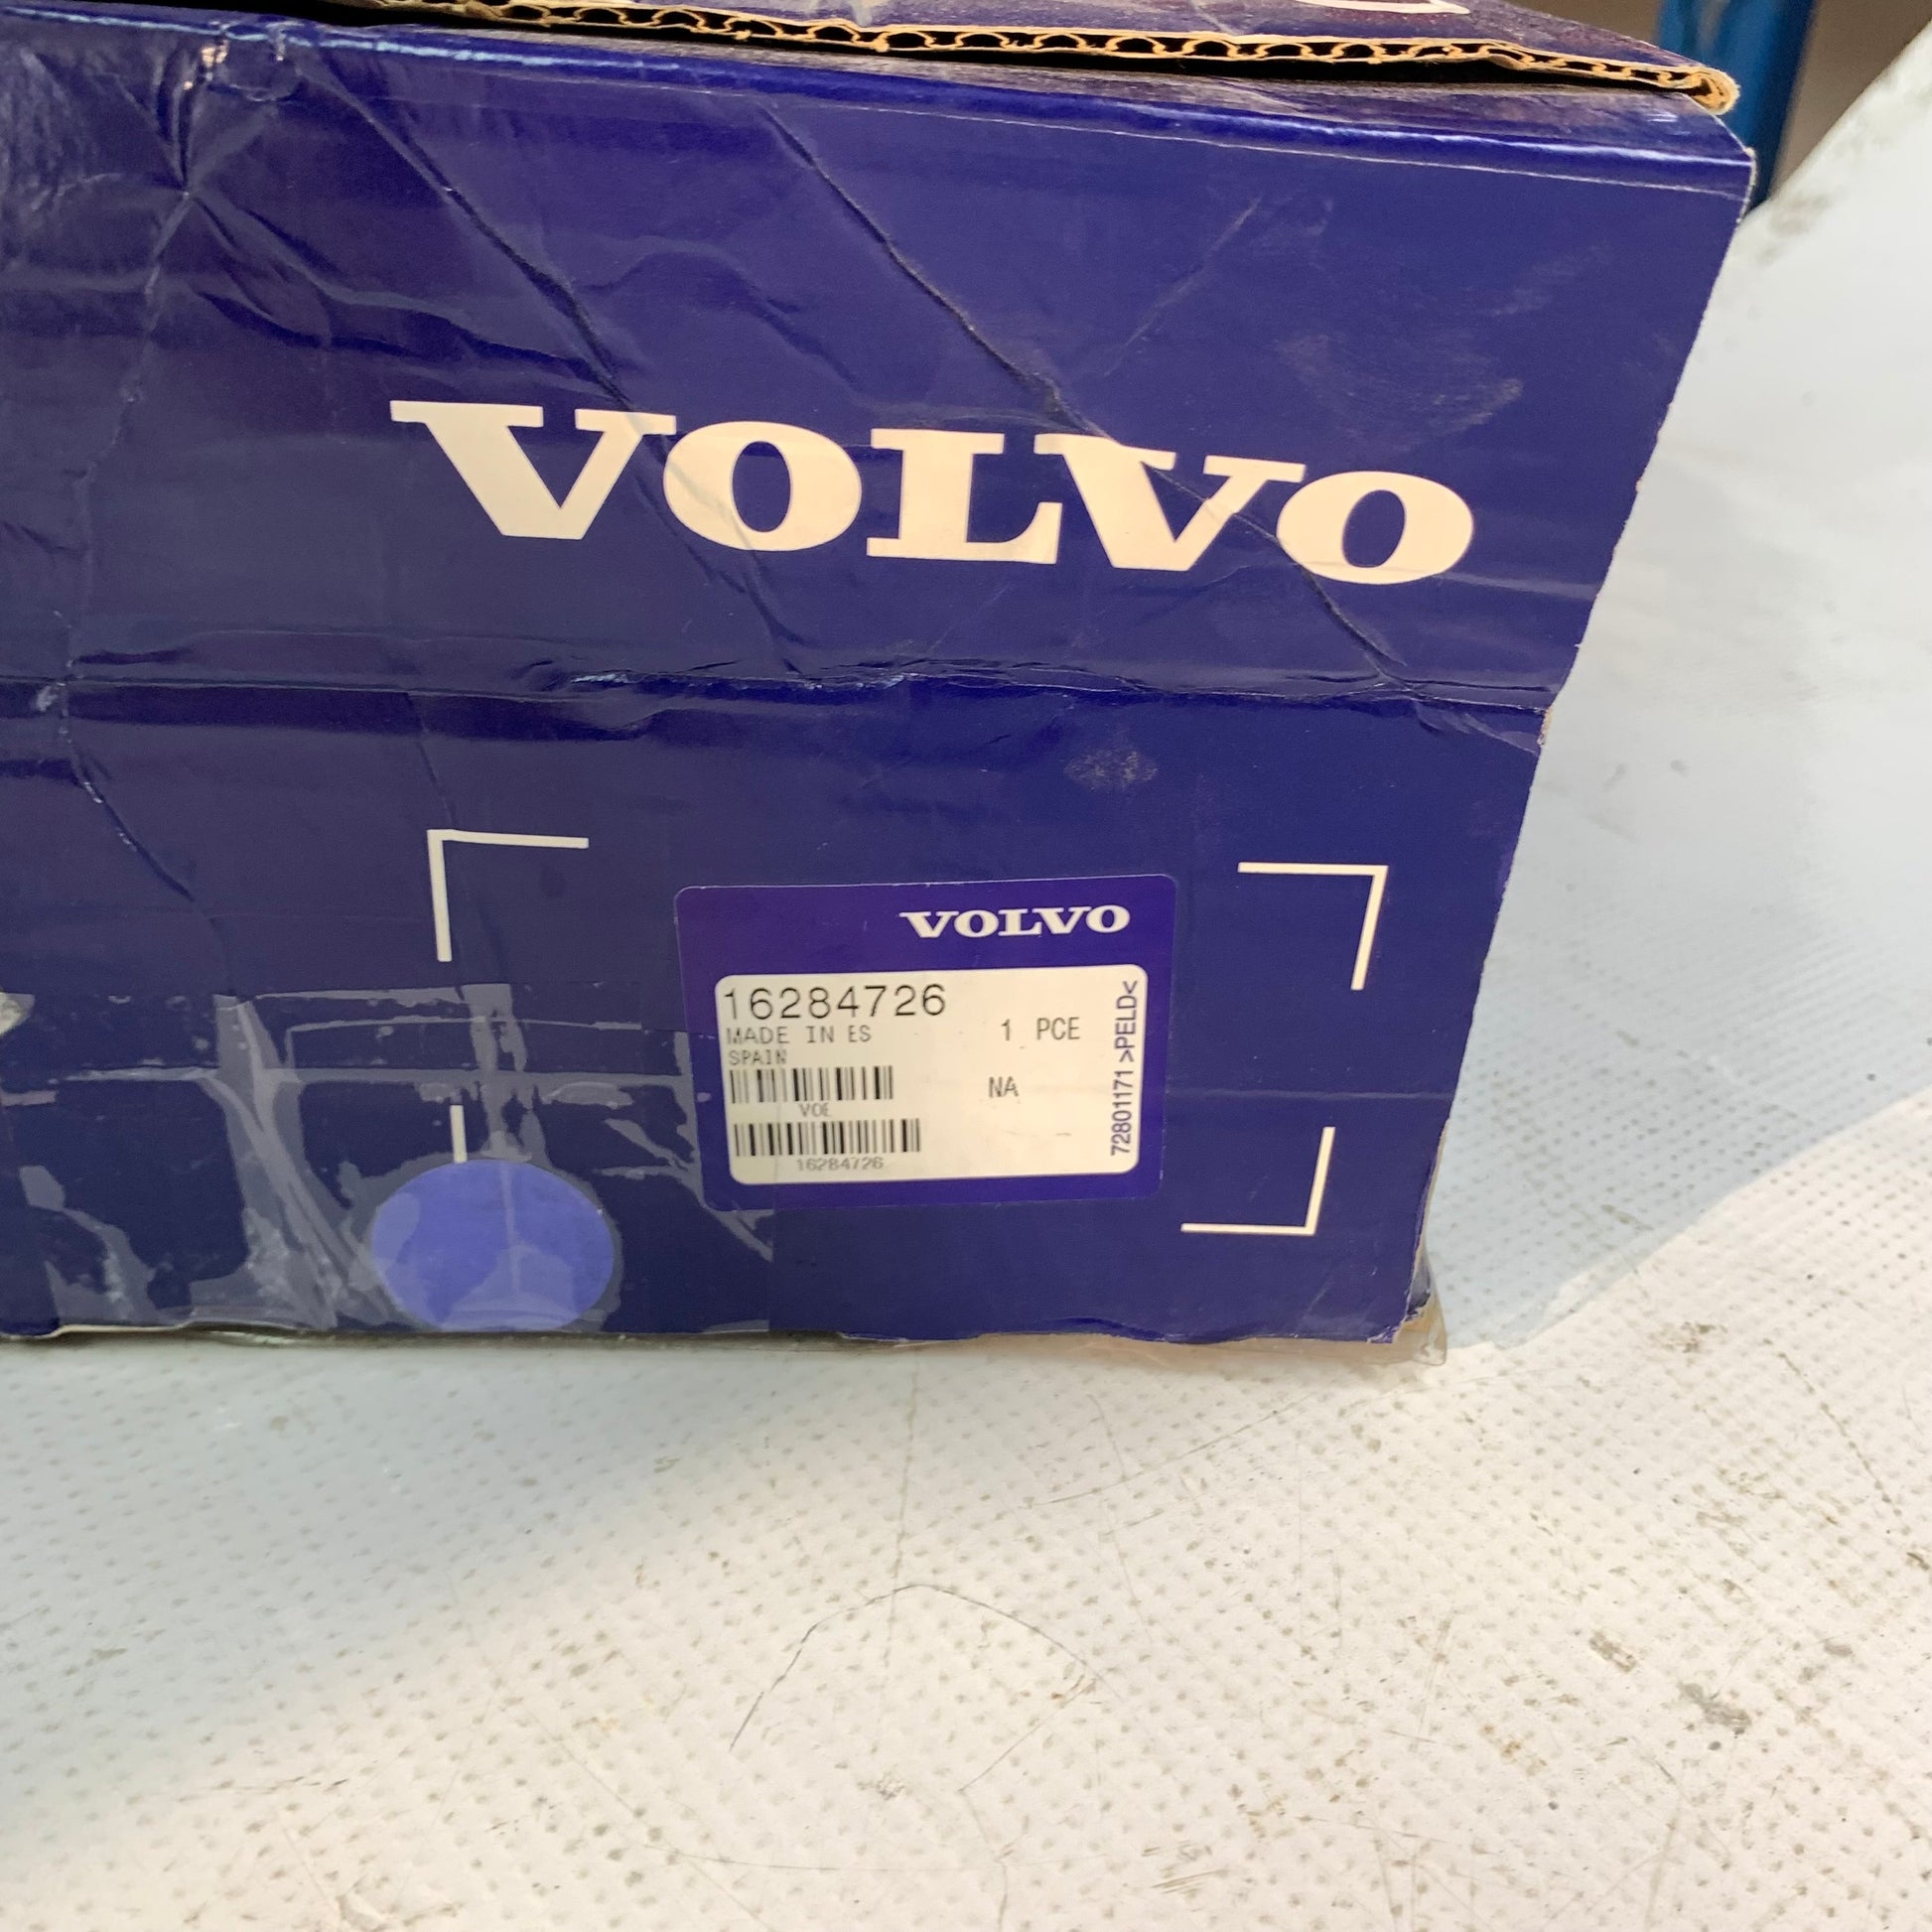 VOLVO
VOLVO
16284726
MADE IN ES
1 PCE
SPAIN
NA
VOE
16284726
72801171 >PELD<